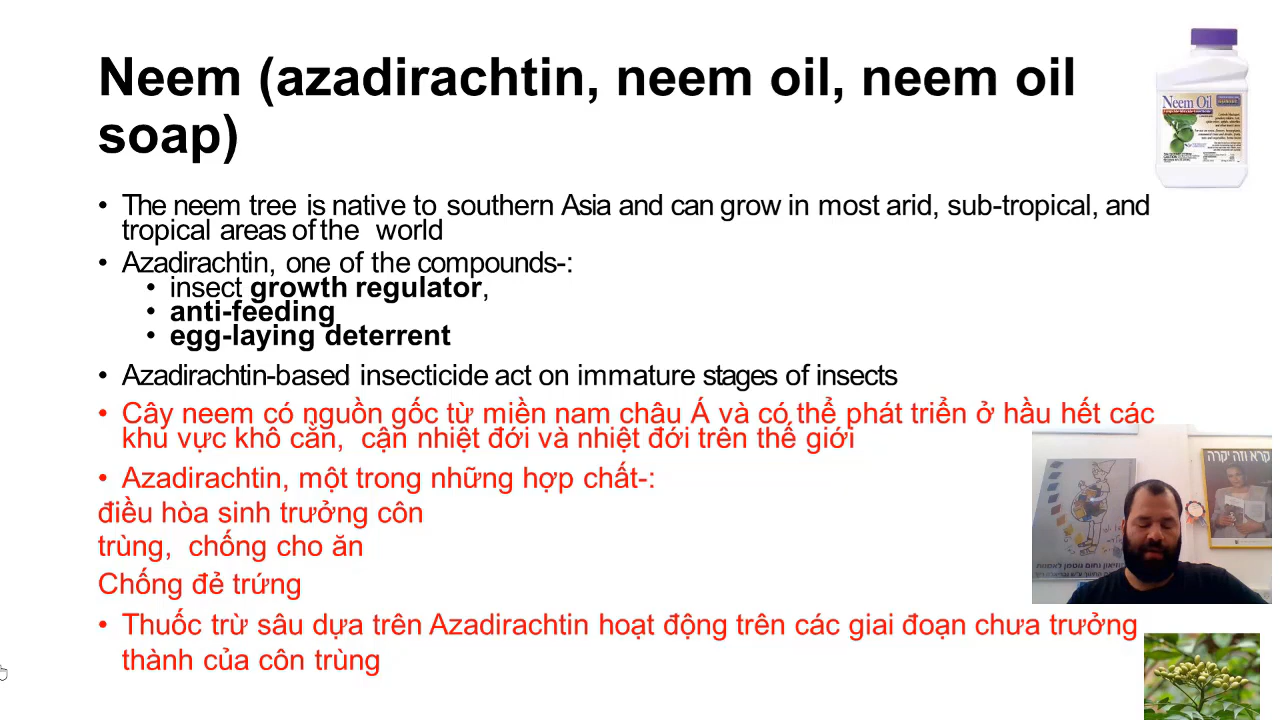 Neem (azadirachtin, neem oil, neem oil
soap)
Neem Oil
• The neem tree is native to southern Asia and can grow in most arid, sub-tropical, and
tropical areas of the world
• Azadirachtin, one of the compounds-:
• insect growth regulator,
• anti-feeding
• egg-laying deterrent
• Azadirachtin-based insecticide act on immature stages of insects
• Cây neem có nguồn gốc từ miền nam châu Á và có thể phát triển ở hầu hết các
khu vực khô cằn, cận nhiệt đới và nhiệt đới trên thế giới
• Azadirachtin, một trong những hợp chất-:
điều hòa sinh trưởng côn
trùng, chống cho ăn
Chống đẻ trứng
• Thuốc trừ sâu dựa trên Azadirachtin hoạt động trên các giai đoạn chưa trưởng
thành của côn trùng
קרא וזה יקרה